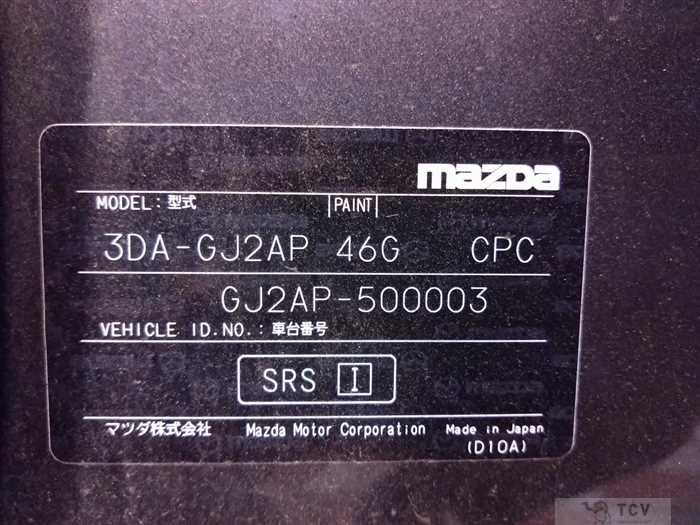 mazda
MODEL: 型式 |PAINT|
3DA-GJ2AP 46G CPC
GJ2AP-500003
VEHICLE ID.NO.: 車台番号
SRS I
マツダ株式会社 Mazda Motor Corporation Made in Japan
(D10A)
TCV